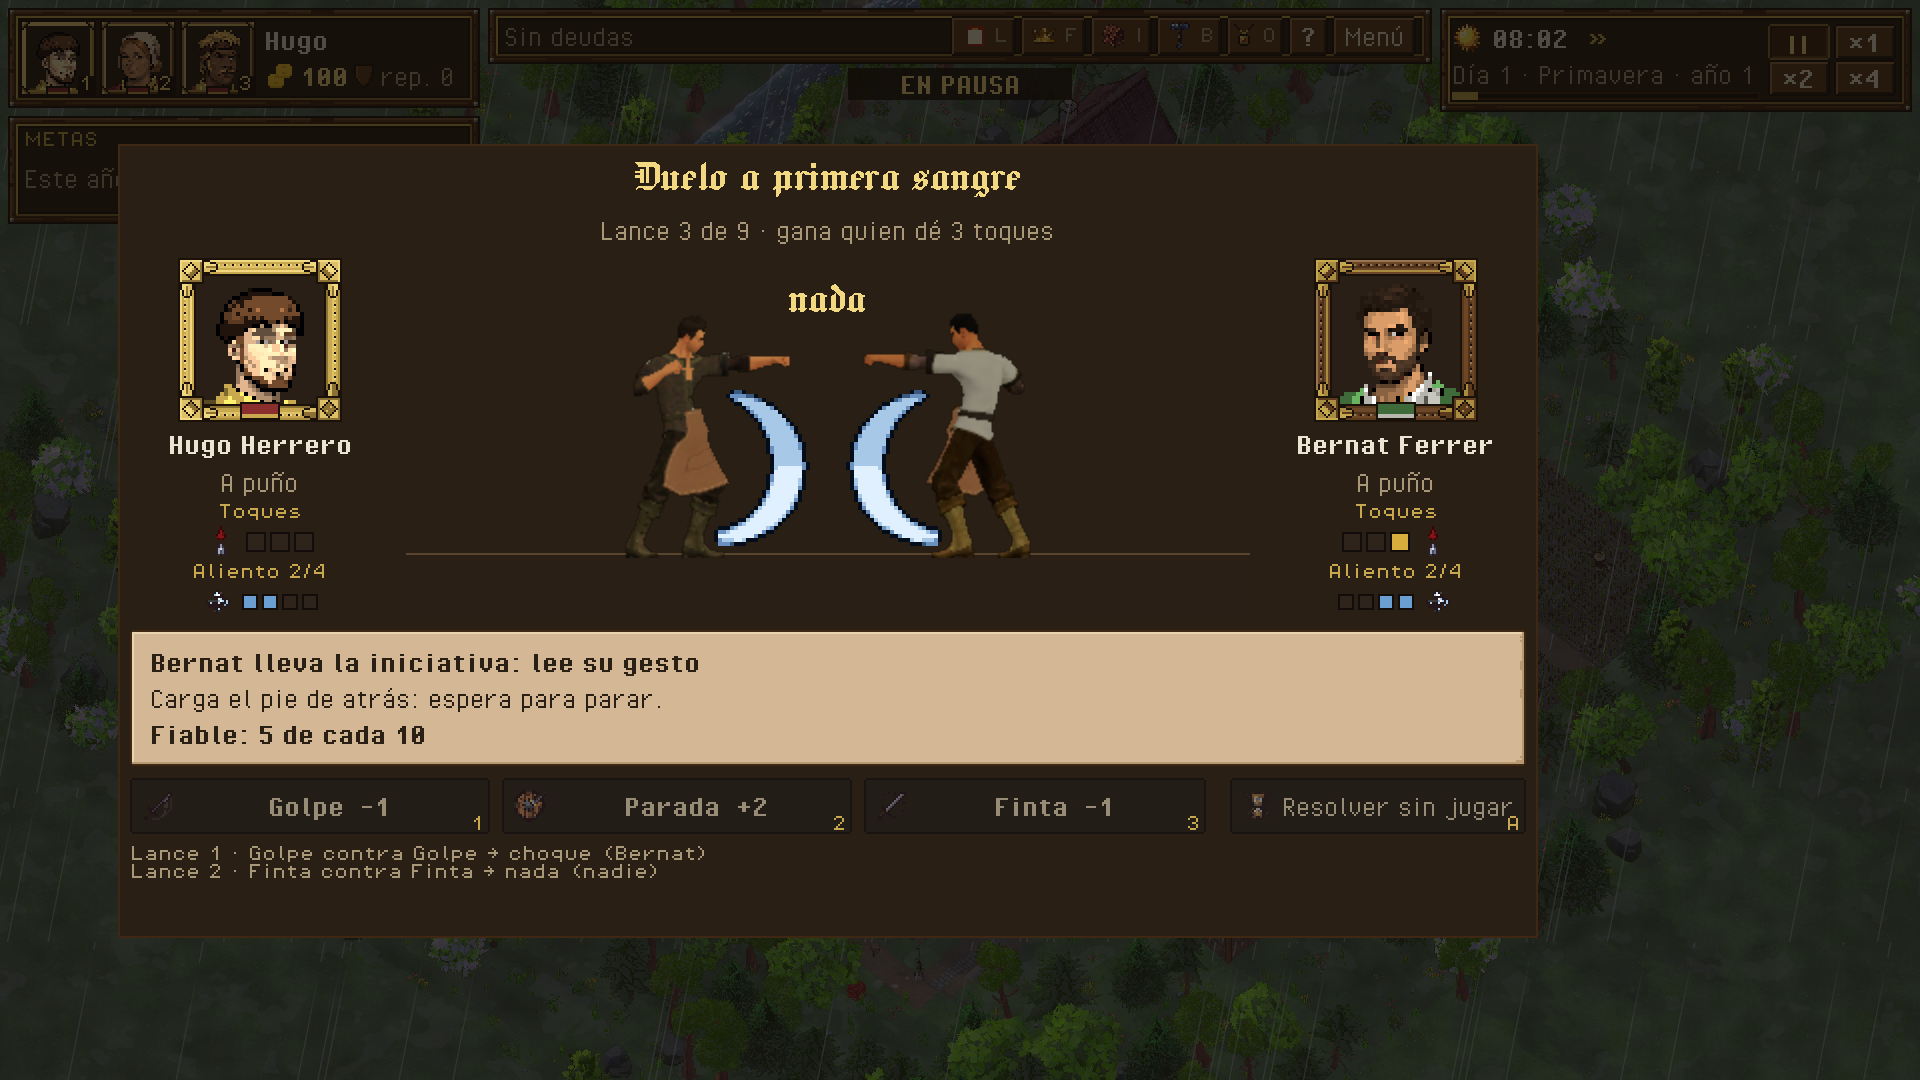 Hugo
100 rep. 0
1 2 3
Sin deudas
L F I B O ? Menú
08:02 »
Día 1 · Primavera · año 1
×1
×2 ×4
EN PAUSA
METAS
Este añ
Duelo a primera sangre
Lance 3 de 9 · gana quien dé 3 toques
nada
Hugo Herrero
A puño
Toques
Aliento 2/4
Bernat Ferrer
A puño
Toques
Aliento 2/4
Bernat lleva la iniciativa: lee su gesto
Carga el pie de atrás: espera para parar.
Fiable: 5 de cada 10
Golpe -1 1
Parada +2 2
Finta -1 3
Resolver sin jugar A
Lance 1 · Golpe contra Golpe → choque (Bernat)
Lance 2 · Finta contra Finta → nada (nadie)